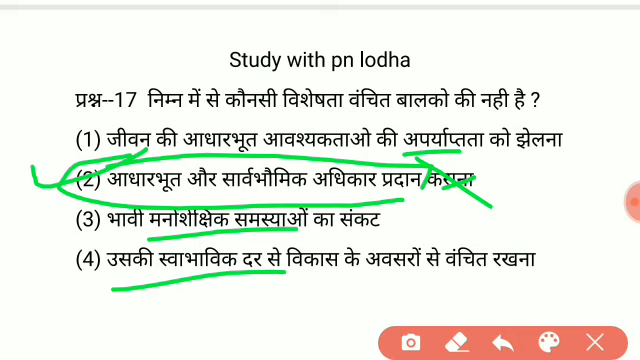 Study with pn lodha
प्रश्न--17 निम्न में से कौनसी विशेषता वंचित बालको की नही है ?
(1) जीवन की आधारभूत आवश्यकताओ की अपर्याप्तता को झेलना
(2) आधारभूत और सार्वभौमिक अधिकार प्रदान कराना
(3) भावी मनोशैक्षिक समस्याओं का संकट
(4) उसकी स्वाभाविक दर से विकास के अवसरों से वंचित रखना